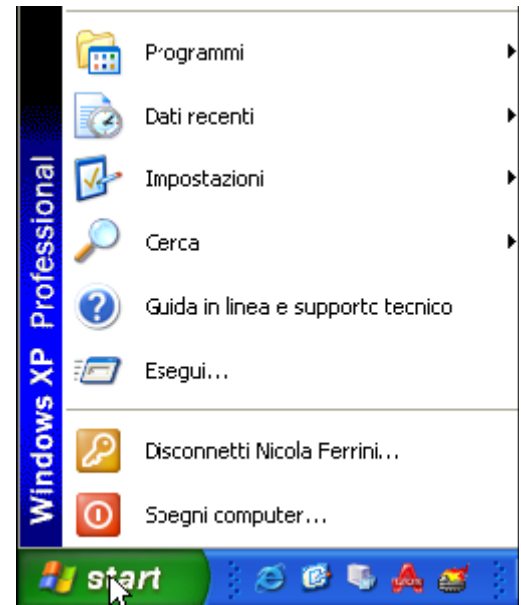 Programmi
Dati recenti
Impostazioni
Cerca
Guida in linea e supporto tecnico
Esegui...
Disconnetti Nicola Ferrini...
Spegni computer...
Windows XP Professional
start